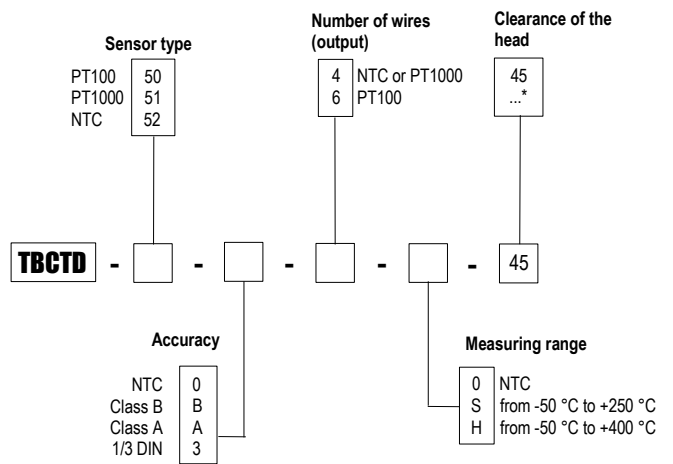 Sensor type
PT100 50
PT1000 51
NTC 52
Number of wires
(output)
4 NTC or PT1000
6 PT100
Clearance of the
head
45
...*
TBCTD - - - - - 45
Accuracy
NTC 0
Class B B
Class A A
1/3 DIN 3
Measuring range
0 NTC
S from -50 °C to +250 °C
H from -50 °C to +400 °C